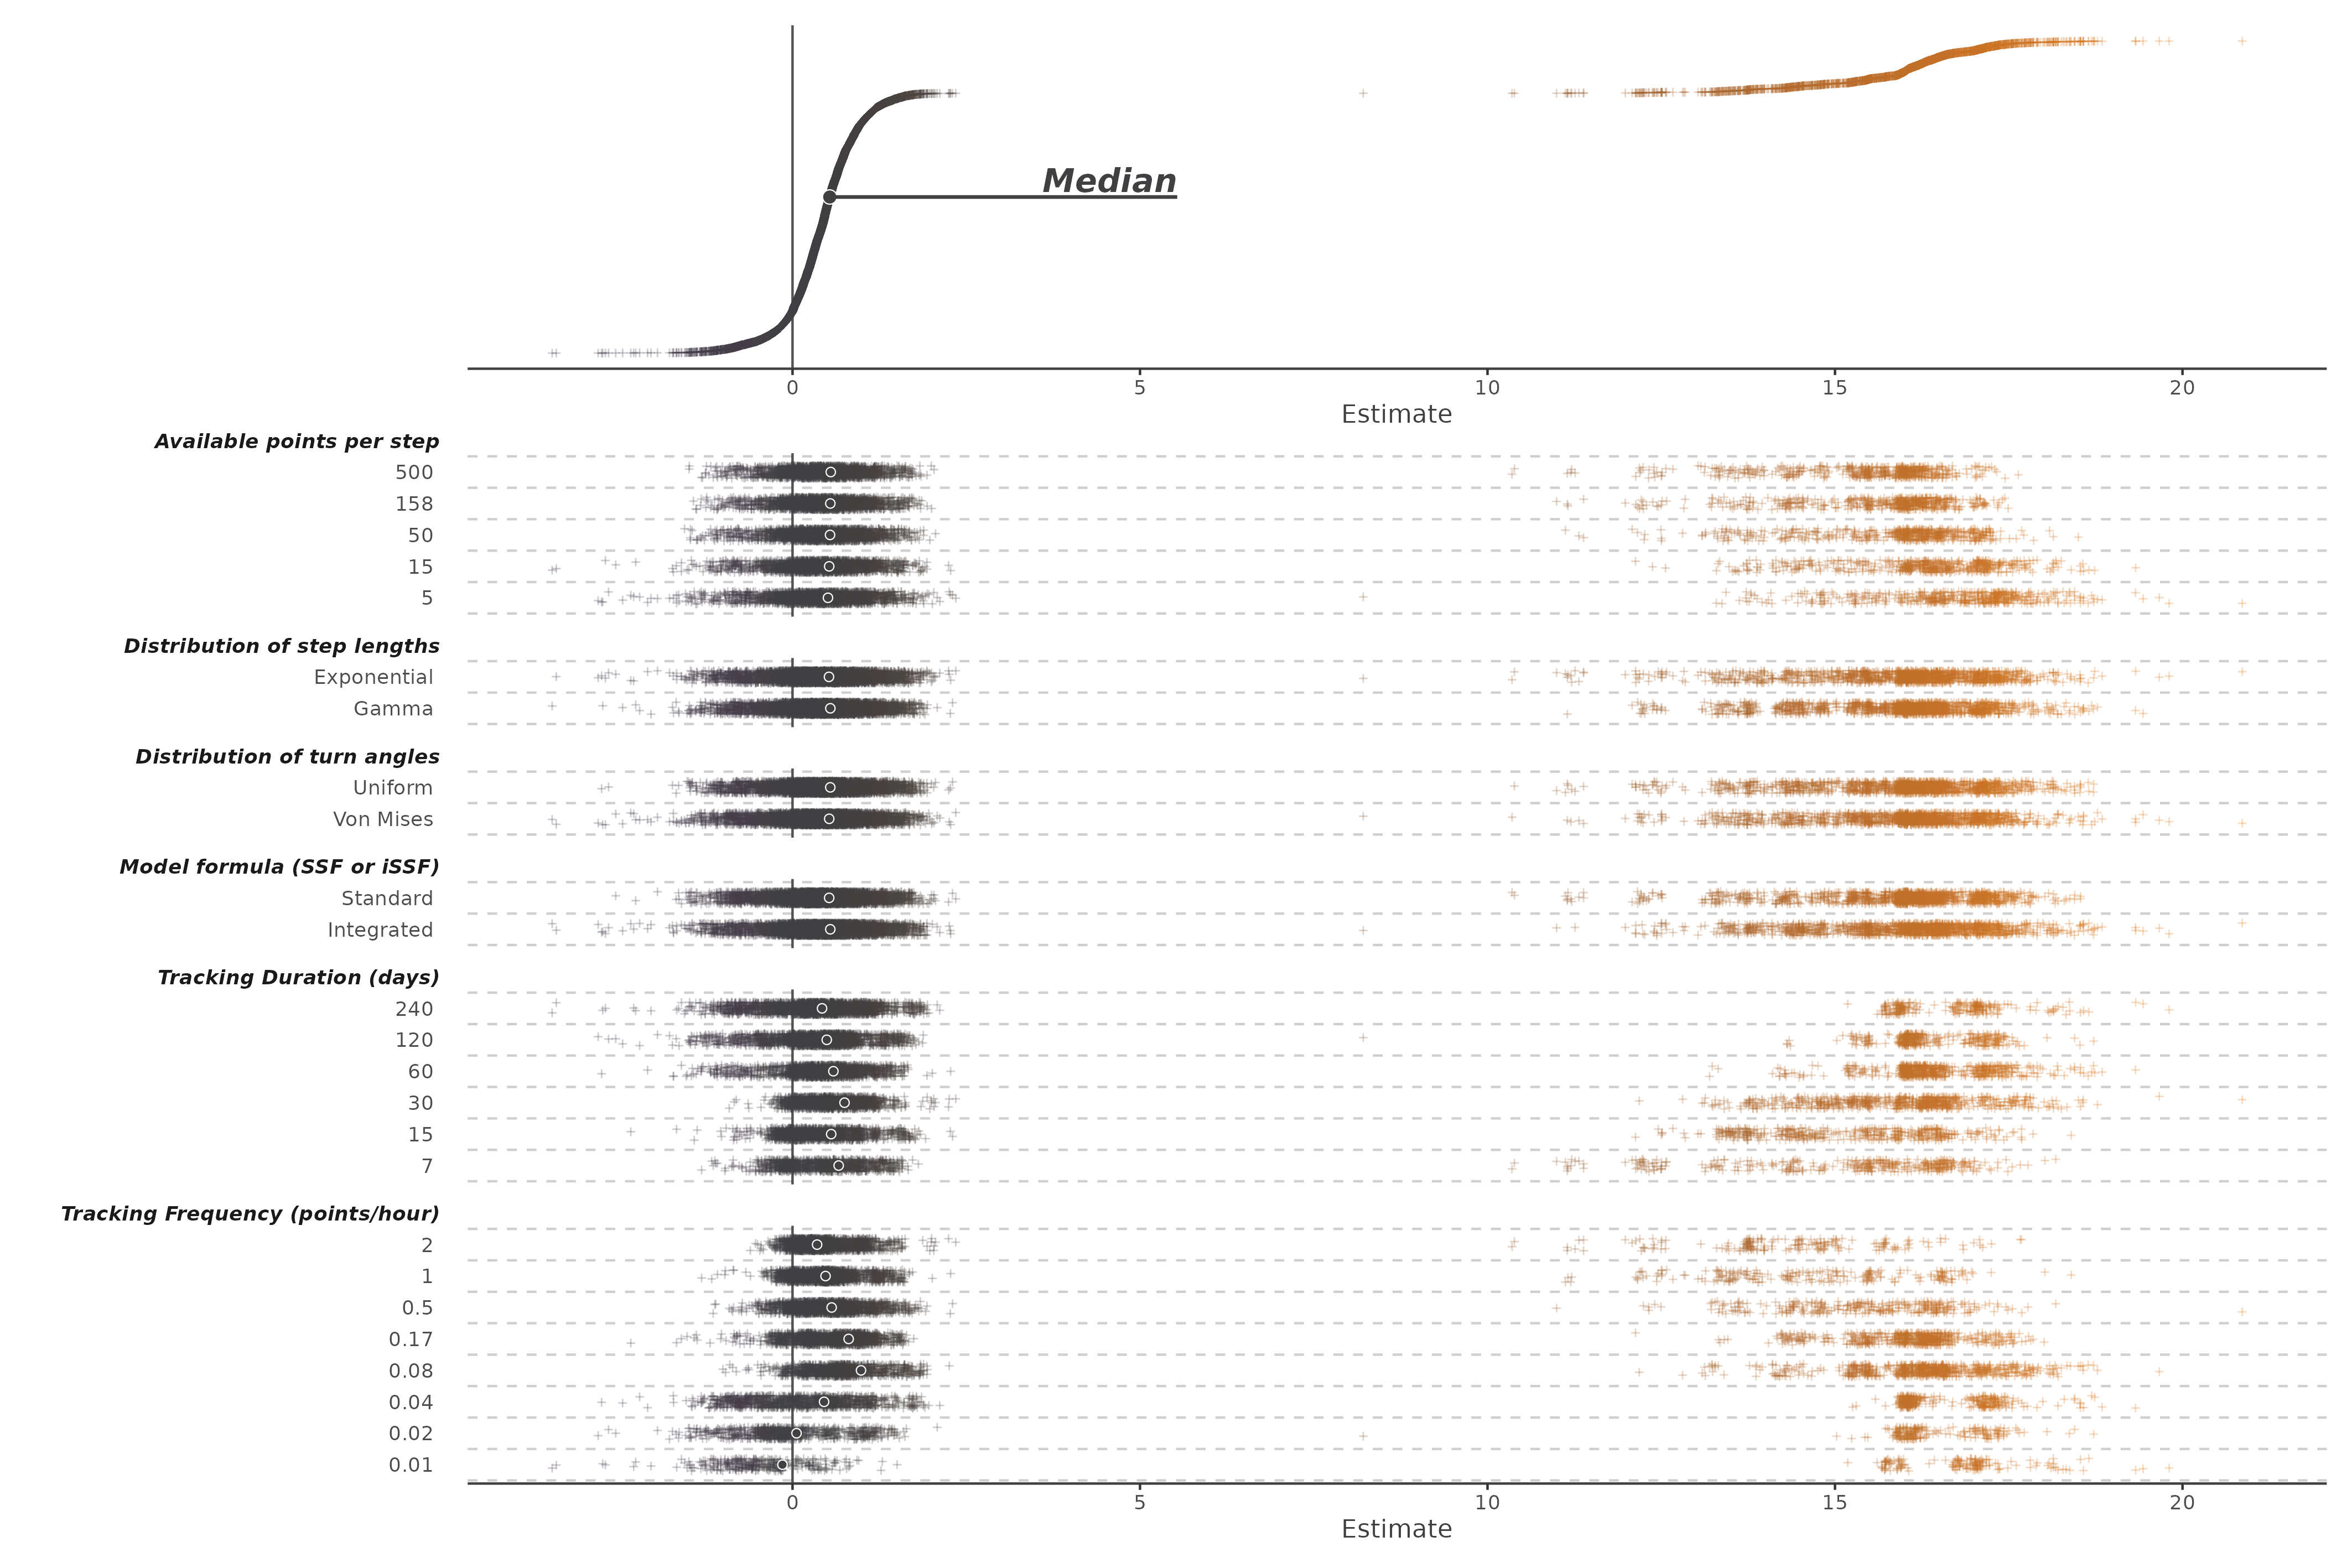 Median
0 5 10 15 20
Estimate
Available points per step
500
158
50
15
5
Distribution of step lengths
Exponential
Gamma
Distribution of turn angles
Uniform
Von Mises
Model formula (SSF or iSSF)
Standard
Integrated
Tracking Duration (days)
240
120
60
30
15
7
Tracking Frequency (points/hour)
2
1
0.5
0.17
0.08
0.04
0.02
0.01
0 5 10 15 20
Estimate